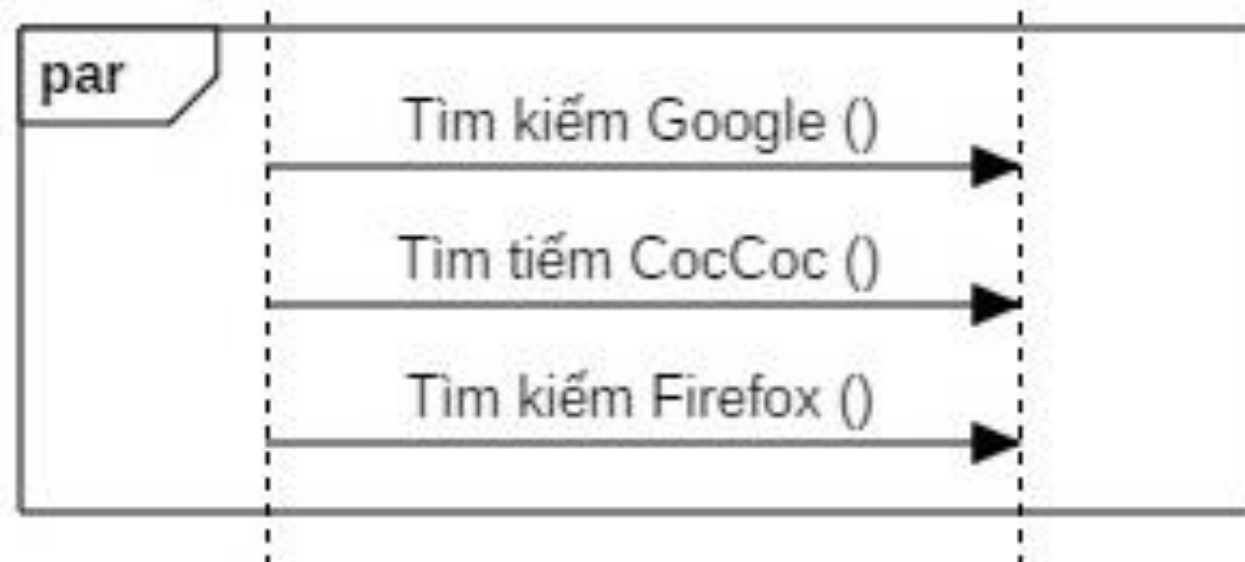 par
Tìm kiếm Google ()
Tìm tiếm CocCoc ()
Tìm kiếm Firefox ()